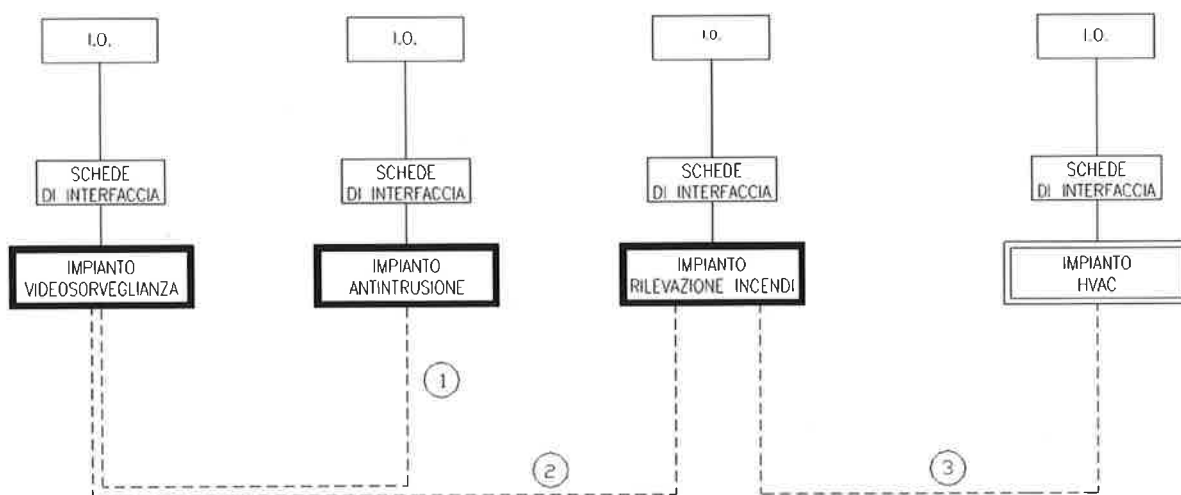 I.O.
I.O.
I.O.
I.O.
SCHEDE
DI INTERFACCIA
SCHEDE
DI INTERFACCIA
SCHEDE
DI INTERFACCIA
SCHEDE
DI INTERFACCIA
IMPIANTO
VIDEOSORVEGLIANZA
IMPIANTO
ANTINTRUSIONE
IMPIANTO
RILEVAZIONE INCENDI
IMPIANTO
HVAC
1
2
3